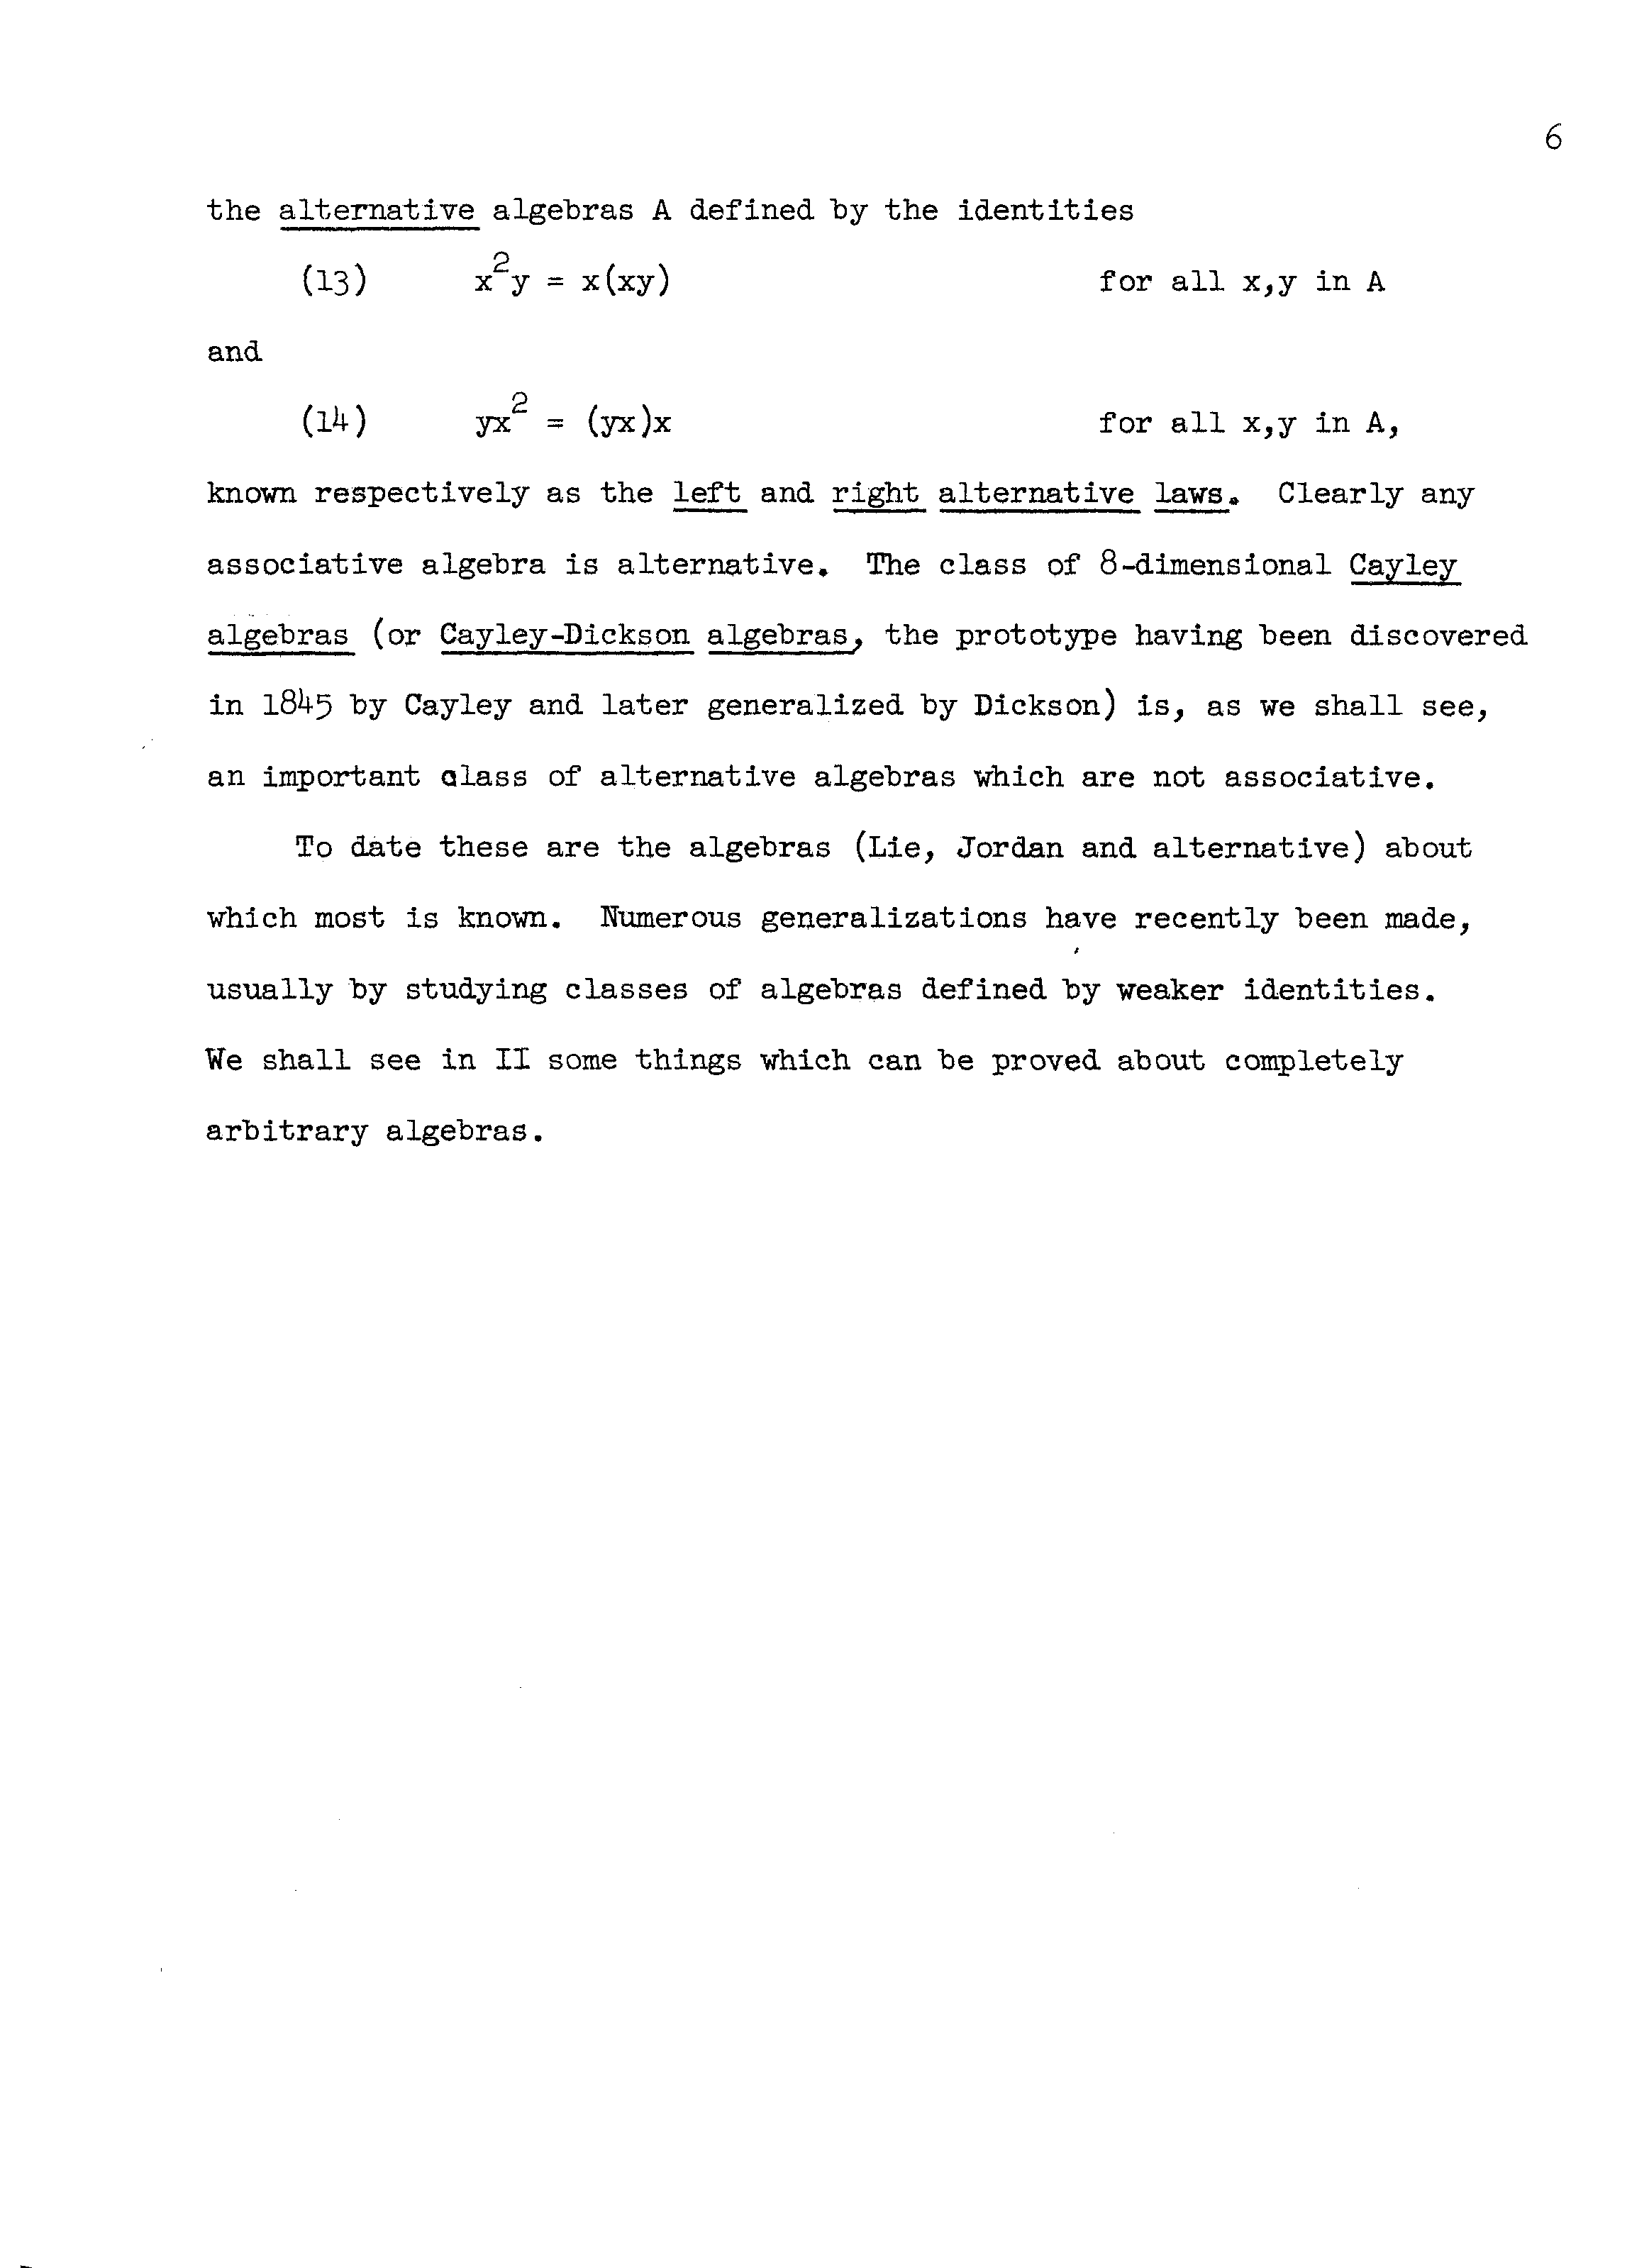 6
the alternative algebras A defined by the identities
(13) x²y = x(xy) for all x,y in A
and
(14) yx² = (yx)x for all x,y in A,
known respectively as the left and right alternative laws. Clearly any
associative algebra is alternative. The class of 8-dimensional Cayley
algebras (or Cayley-Dickson algebras, the prototype having been discovered
in 1845 by Cayley and later generalized by Dickson) is, as we shall see,
an important class of alternative algebras which are not associative.
To date these are the algebras (Lie, Jordan and alternative) about
which most is known. Numerous generalizations have recently been made,
usually by studying classes of algebras defined by weaker identities.
We shall see in II some things which can be proved about completely
arbitrary algebras.